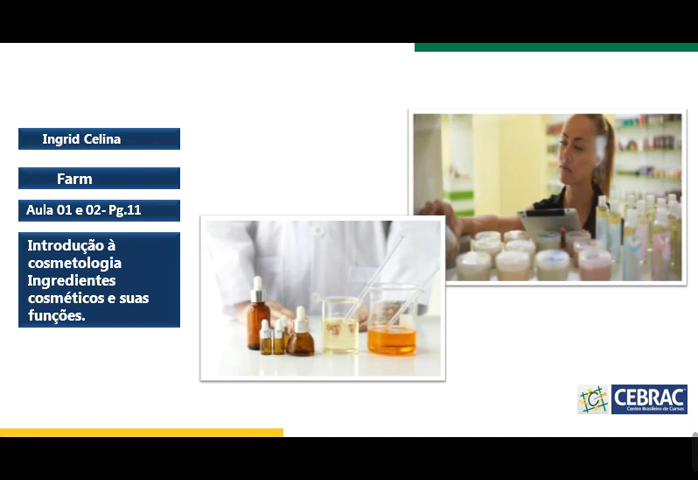 Ingrid Celina
Farm
Aula 01 e 02- Pg.11
Introdução à
cosmetologia
Ingredientes
cosméticos e suas
funções.
CEBRAC
Centro Brasileiro de Cursos